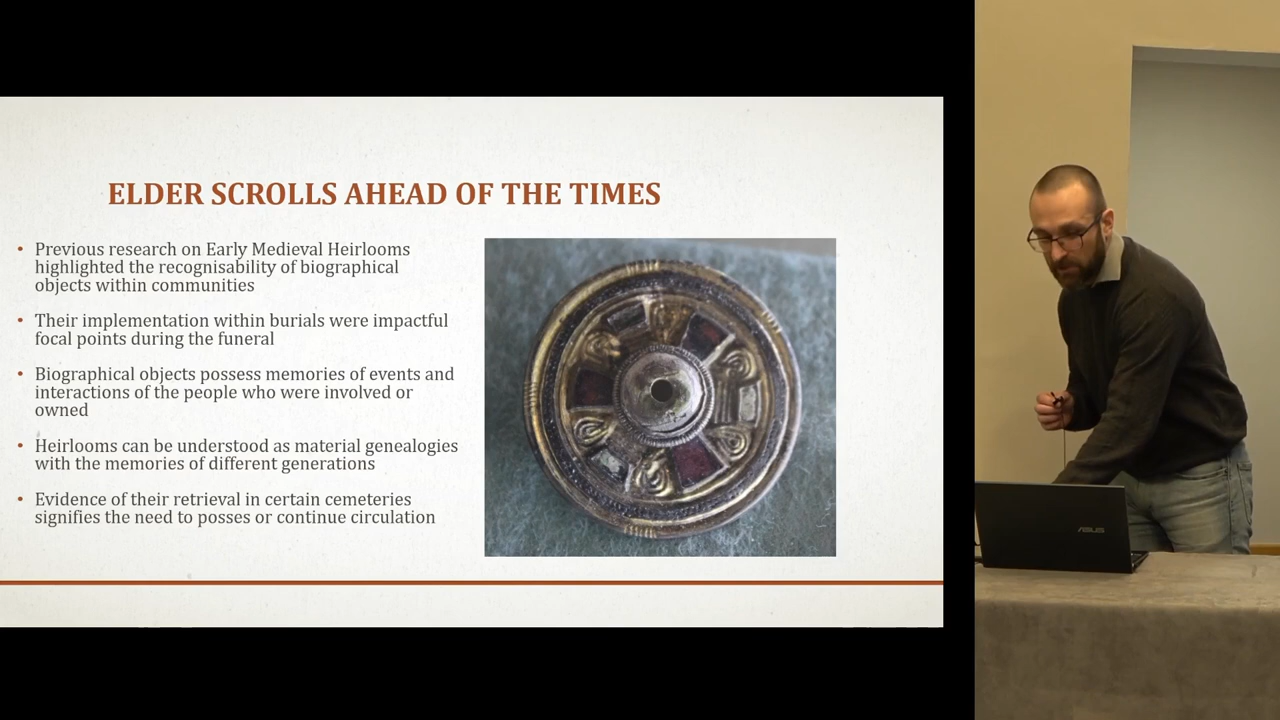 ELDER SCROLLS AHEAD OF THE TIMES
• Previous research on Early Medieval Heirlooms
highlighted the recognisability of biographical
objects within communities
• Their implementation within burials were impactful
focal points during the funeral
• Biographical objects possess memories of events and
interactions of the people who were involved or
owned
• Heirlooms can be understood as material genealogies
with the memories of different generations
• Evidence of their retrieval in certain cemeteries
signifies the need to posses or continue circulation
ASUS